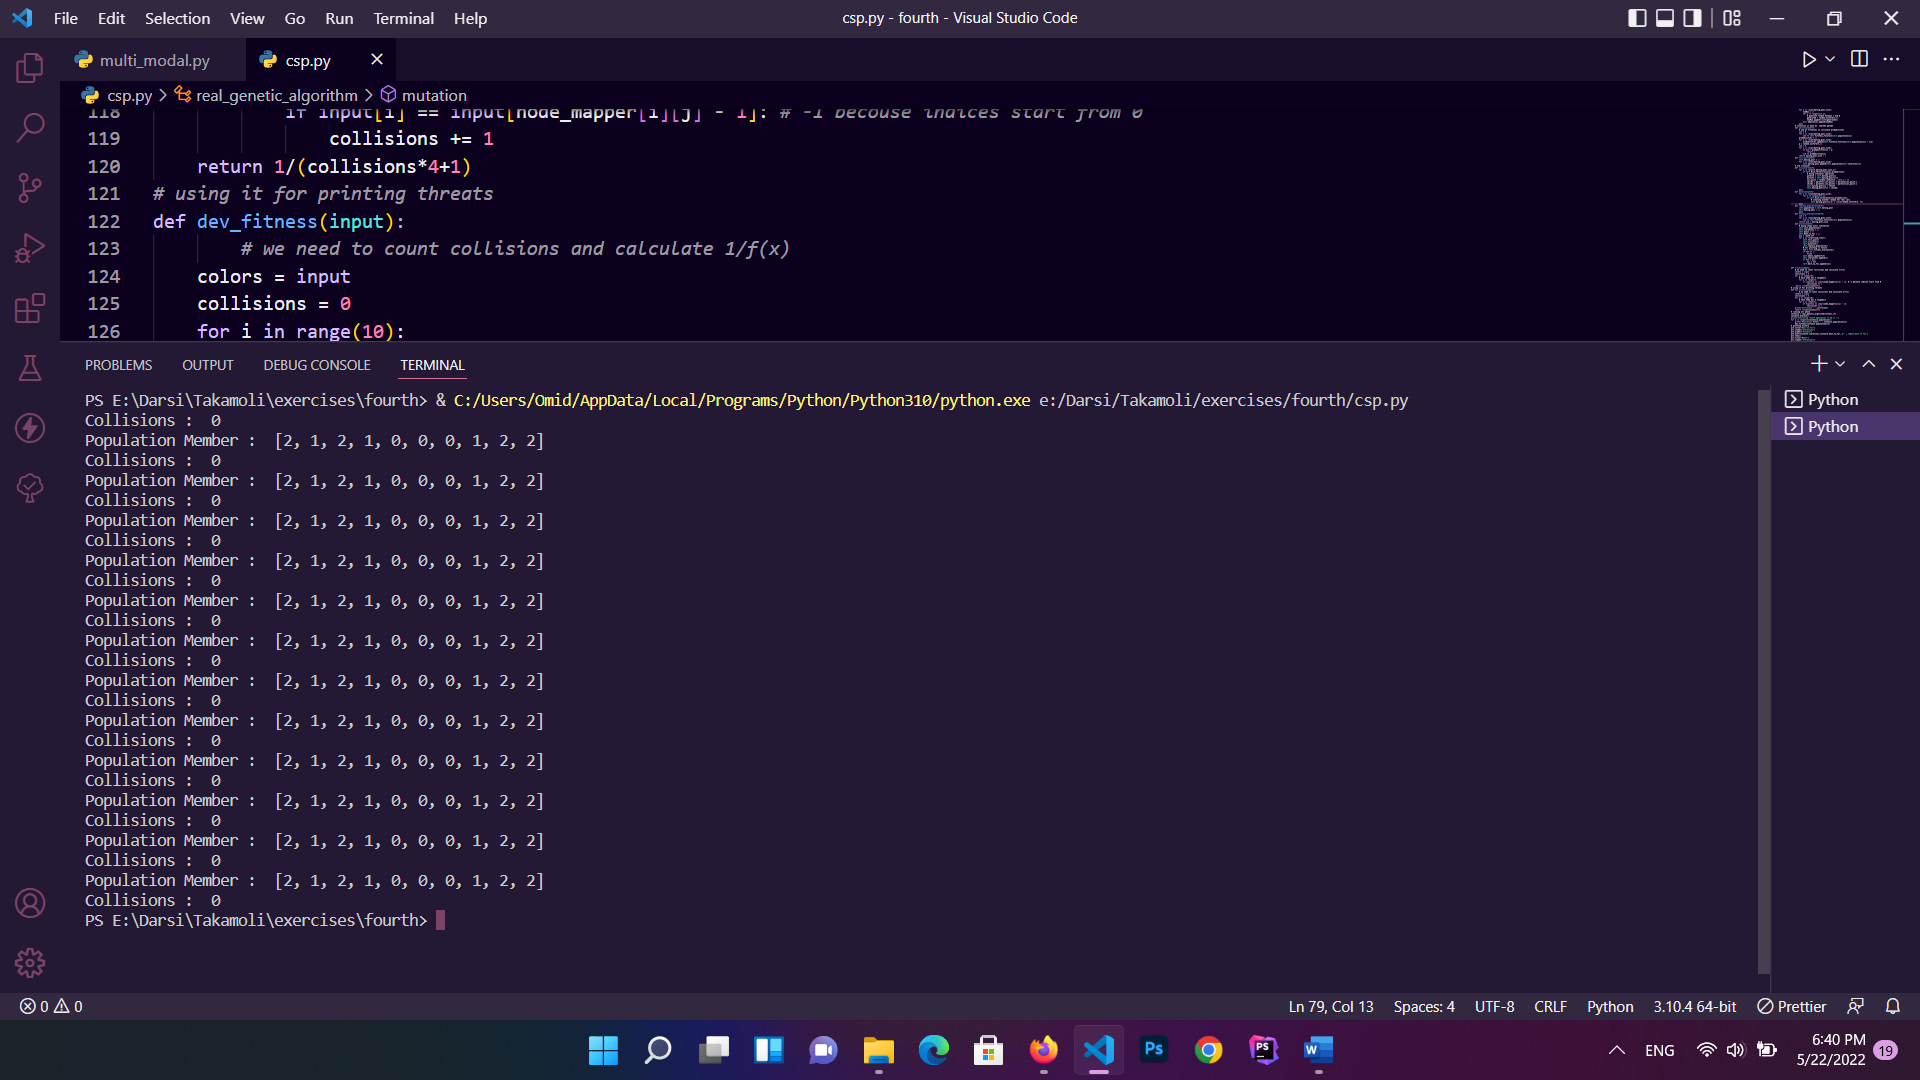 File Edit Selection View Go Run Terminal Help
csp.py - fourth - Visual Studio Code
multi_modal.py
csp.py
csp.py > real_genetic_algorithm > mutation
118 if input[i] == input[node_mapper[i][j] - 1]: # -1 becouse indices start from 0
119 collisions += 1
120 return 1/(collisions*4+1)
121 # using it for printing threats
122 def dev_fitness(input):
123 # we need to count collisions and calculate 1/f(x)
124 colors = input
125 collisions = 0
126 for i in range(10):
PROBLEMS OUTPUT DEBUG CONSOLE TERMINAL
PS E:\Darsi\Takamoli\exercises\fourth> & C:/Users/Omid/AppData/Local/Programs/Python/Python310/python.exe e:/Darsi/Takamoli/exercises/fourth/csp.py
Collisions :  0
Population Member :  [2, 1, 2, 1, 0, 0, 0, 1, 2, 2]
Collisions :  0
Population Member :  [2, 1, 2, 1, 0, 0, 0, 1, 2, 2]
Collisions :  0
Population Member :  [2, 1, 2, 1, 0, 0, 0, 1, 2, 2]
Collisions :  0
Population Member :  [2, 1, 2, 1, 0, 0, 0, 1, 2, 2]
Collisions :  0
Population Member :  [2, 1, 2, 1, 0, 0, 0, 1, 2, 2]
Collisions :  0
Population Member :  [2, 1, 2, 1, 0, 0, 0, 1, 2, 2]
Collisions :  0
Population Member :  [2, 1, 2, 1, 0, 0, 0, 1, 2, 2]
Collisions :  0
Population Member :  [2, 1, 2, 1, 0, 0, 0, 1, 2, 2]
Collisions :  0
Population Member :  [2, 1, 2, 1, 0, 0, 0, 1, 2, 2]
Collisions :  0
Population Member :  [2, 1, 2, 1, 0, 0, 0, 1, 2, 2]
Collisions :  0
Population Member :  [2, 1, 2, 1, 0, 0, 0, 1, 2, 2]
Collisions :  0
Population Member :  [2, 1, 2, 1, 0, 0, 0, 1, 2, 2]
Collisions :  0
PS E:\Darsi\Takamoli\exercises\fourth>
Python
Python
0 0
Ln 79, Col 13 Spaces: 4 UTF-8 CRLF Python 3.10.4 64-bit Prettier
Ps
PS
W
ENG
6:40 PM
5/22/2022
19